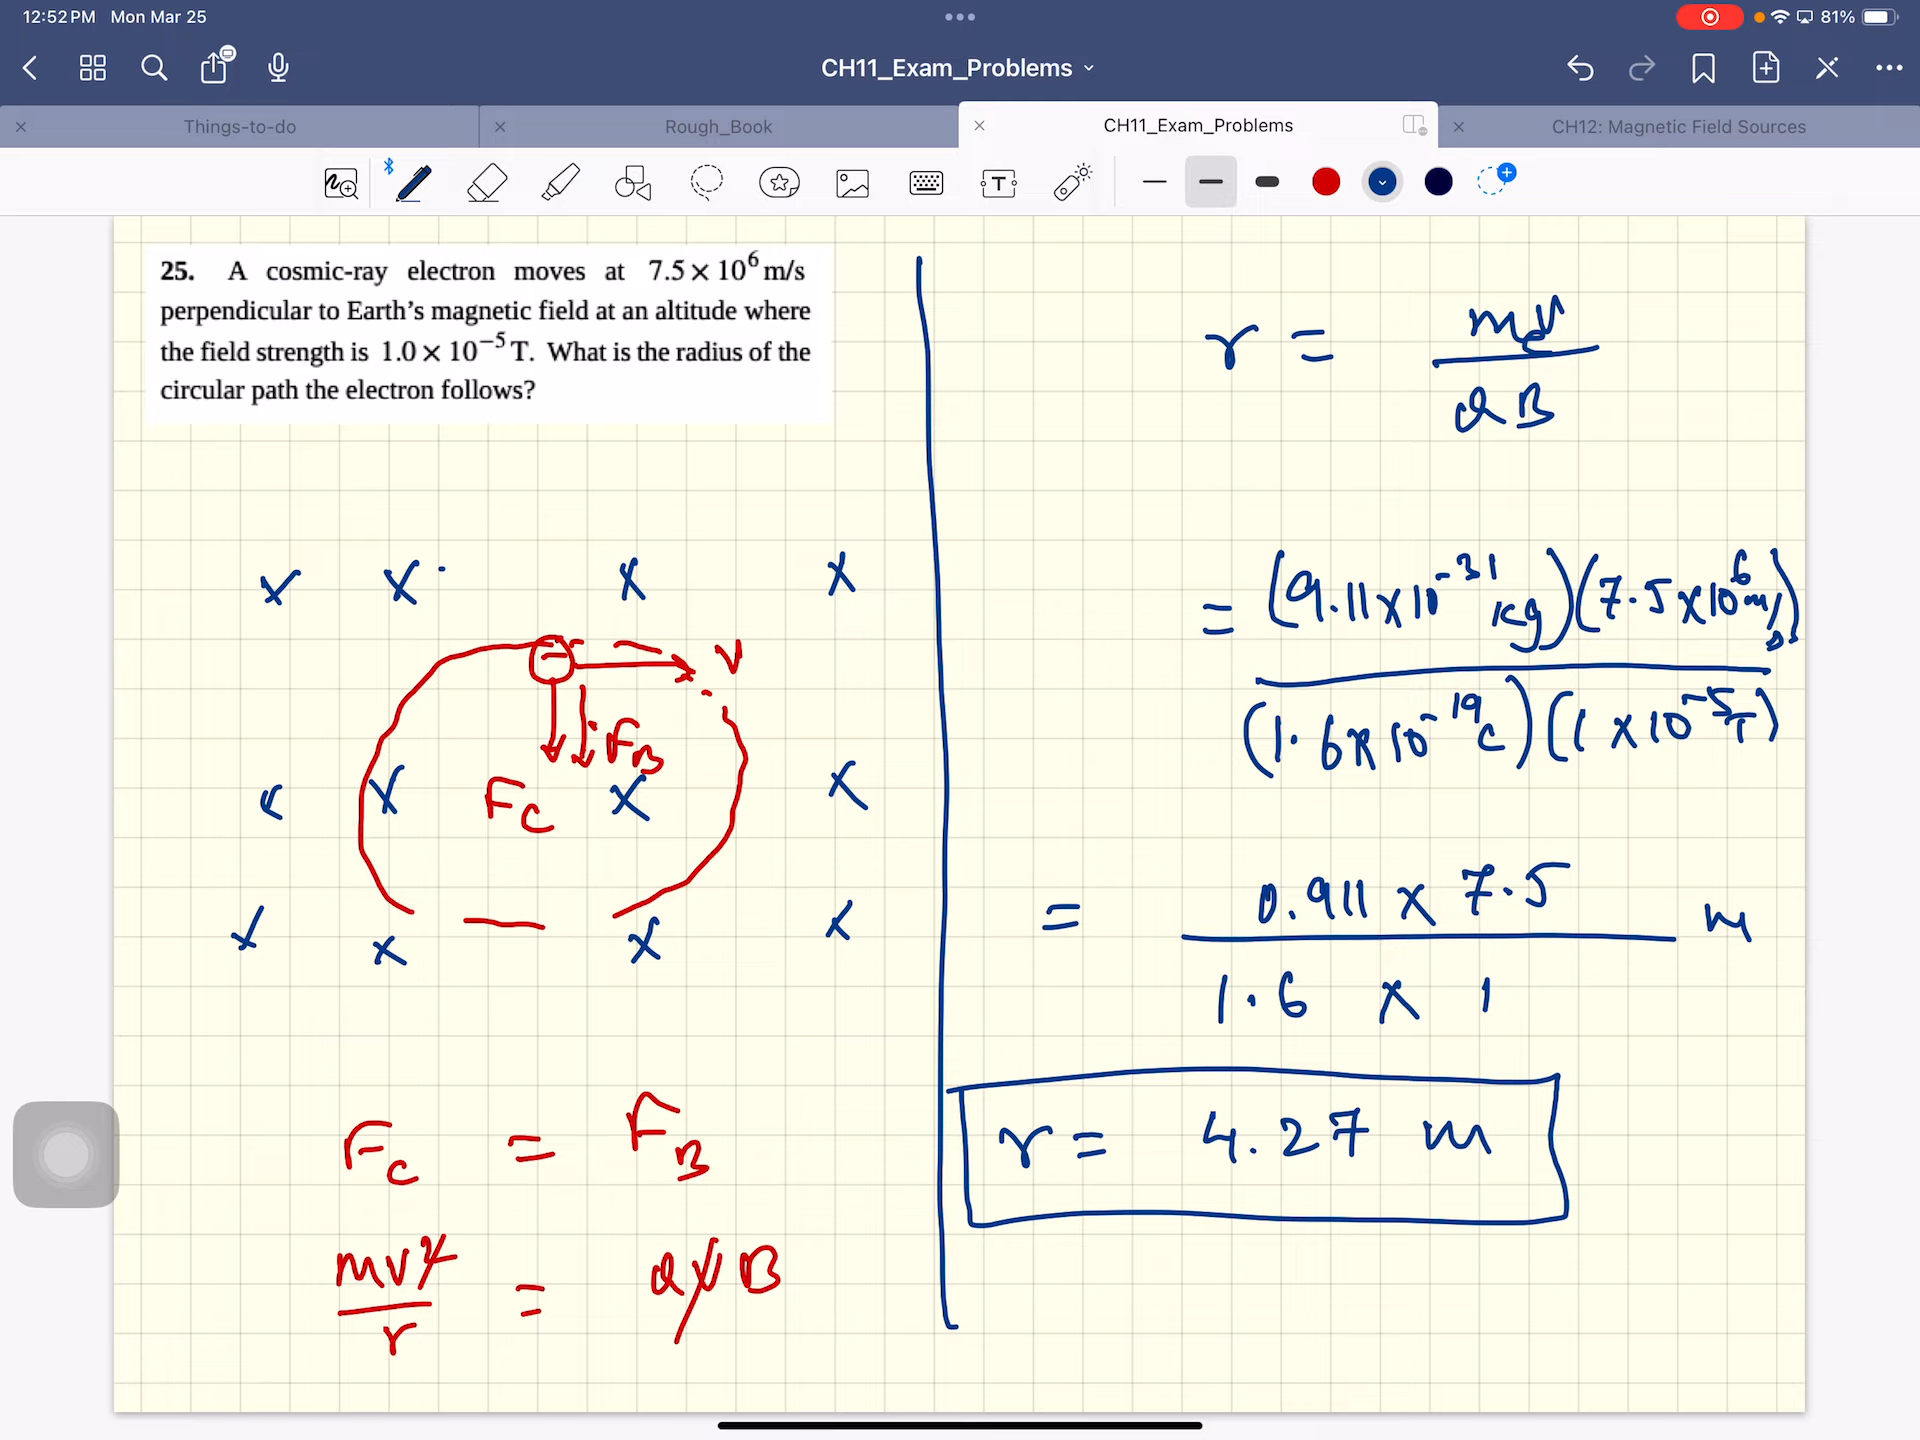 12:52 PM Mon Mar 25
81%
CH11_Exam_Problems
Things-to-do
Rough_Book
CH11_Exam_Problems
CH12: Magnetic Field Sources
T
25. A cosmic-ray electron moves at 7.5 × 10⁶ m/s
perpendicular to Earth's magnetic field at an altitude where
the field strength is 1.0 × 10⁻⁵ T. What is the radius of the
circular path the electron follows?
x x x x
− v
F_B
x x x
F_C
x x x x
F_C = F_B
mv²/r = qvB
r = mv/qB
= (9.11×10⁻³¹ kg)(7.5×10⁶ m/s)
(1.6×10⁻¹⁹ C)(1×10⁻⁵ T)
= 0.911 × 7.5 m
1.6 × 1
r = 4.27 m